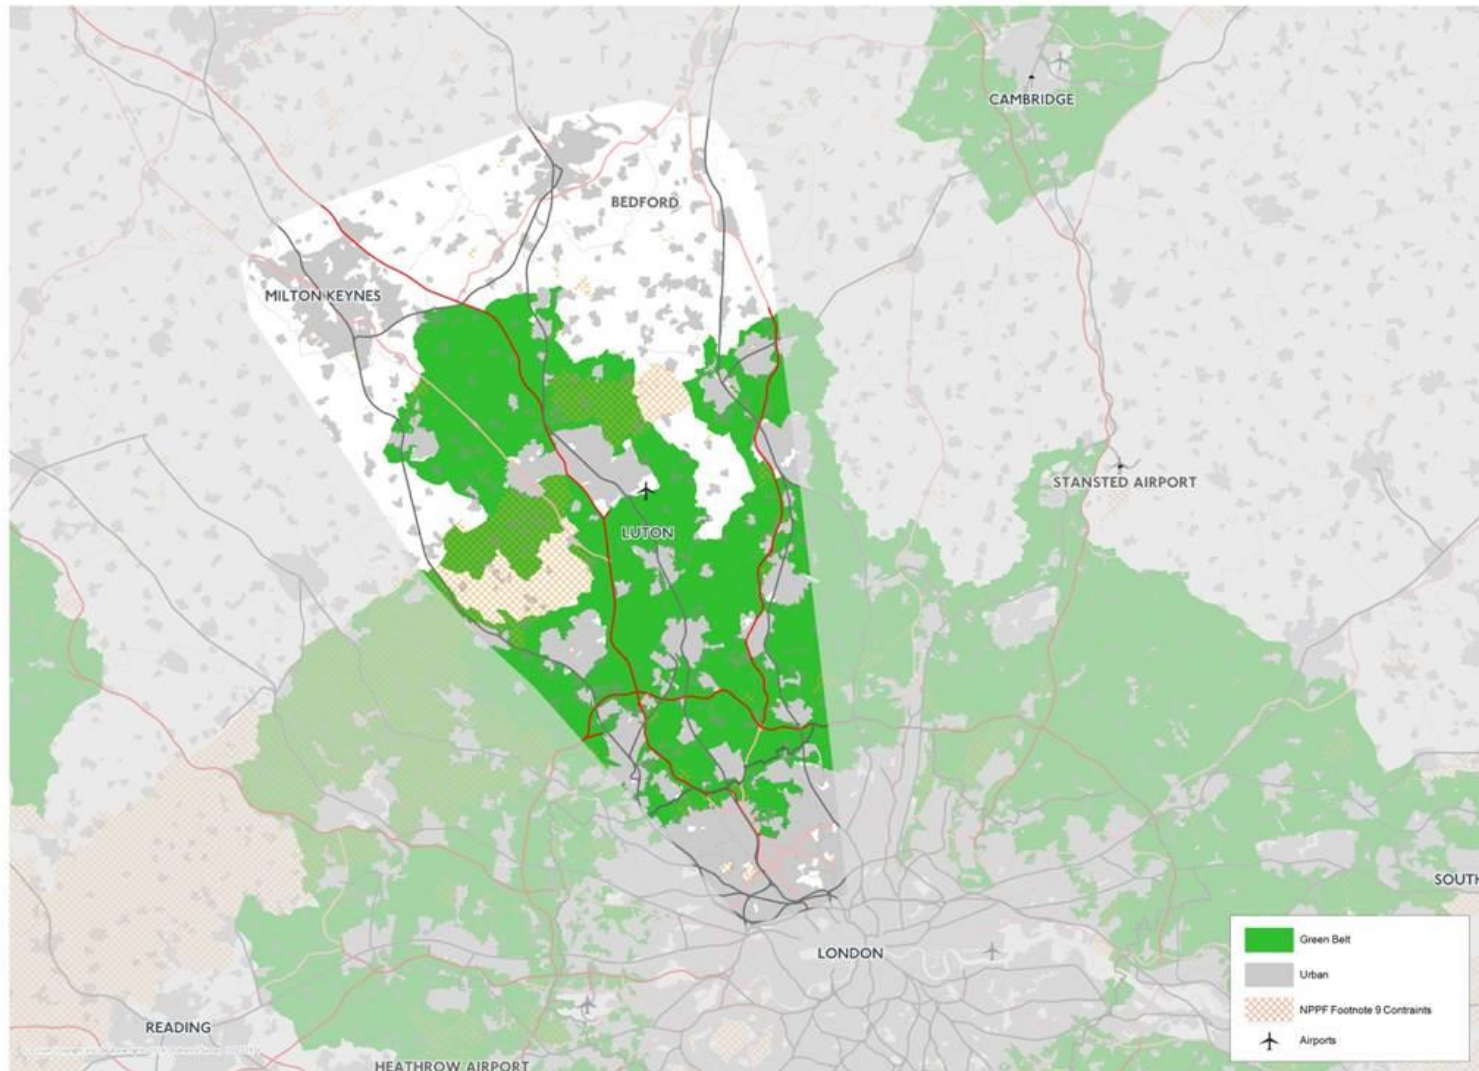 CAMBRIDGE
BEDFORD
MILTON KEYNES
STANSTED AIRPORT
LUTON
SOUTH
LONDON
READING
HEATHROW AIRPORT
Green Belt
Urban
NPPF Footnote 9 Contraints
Airports